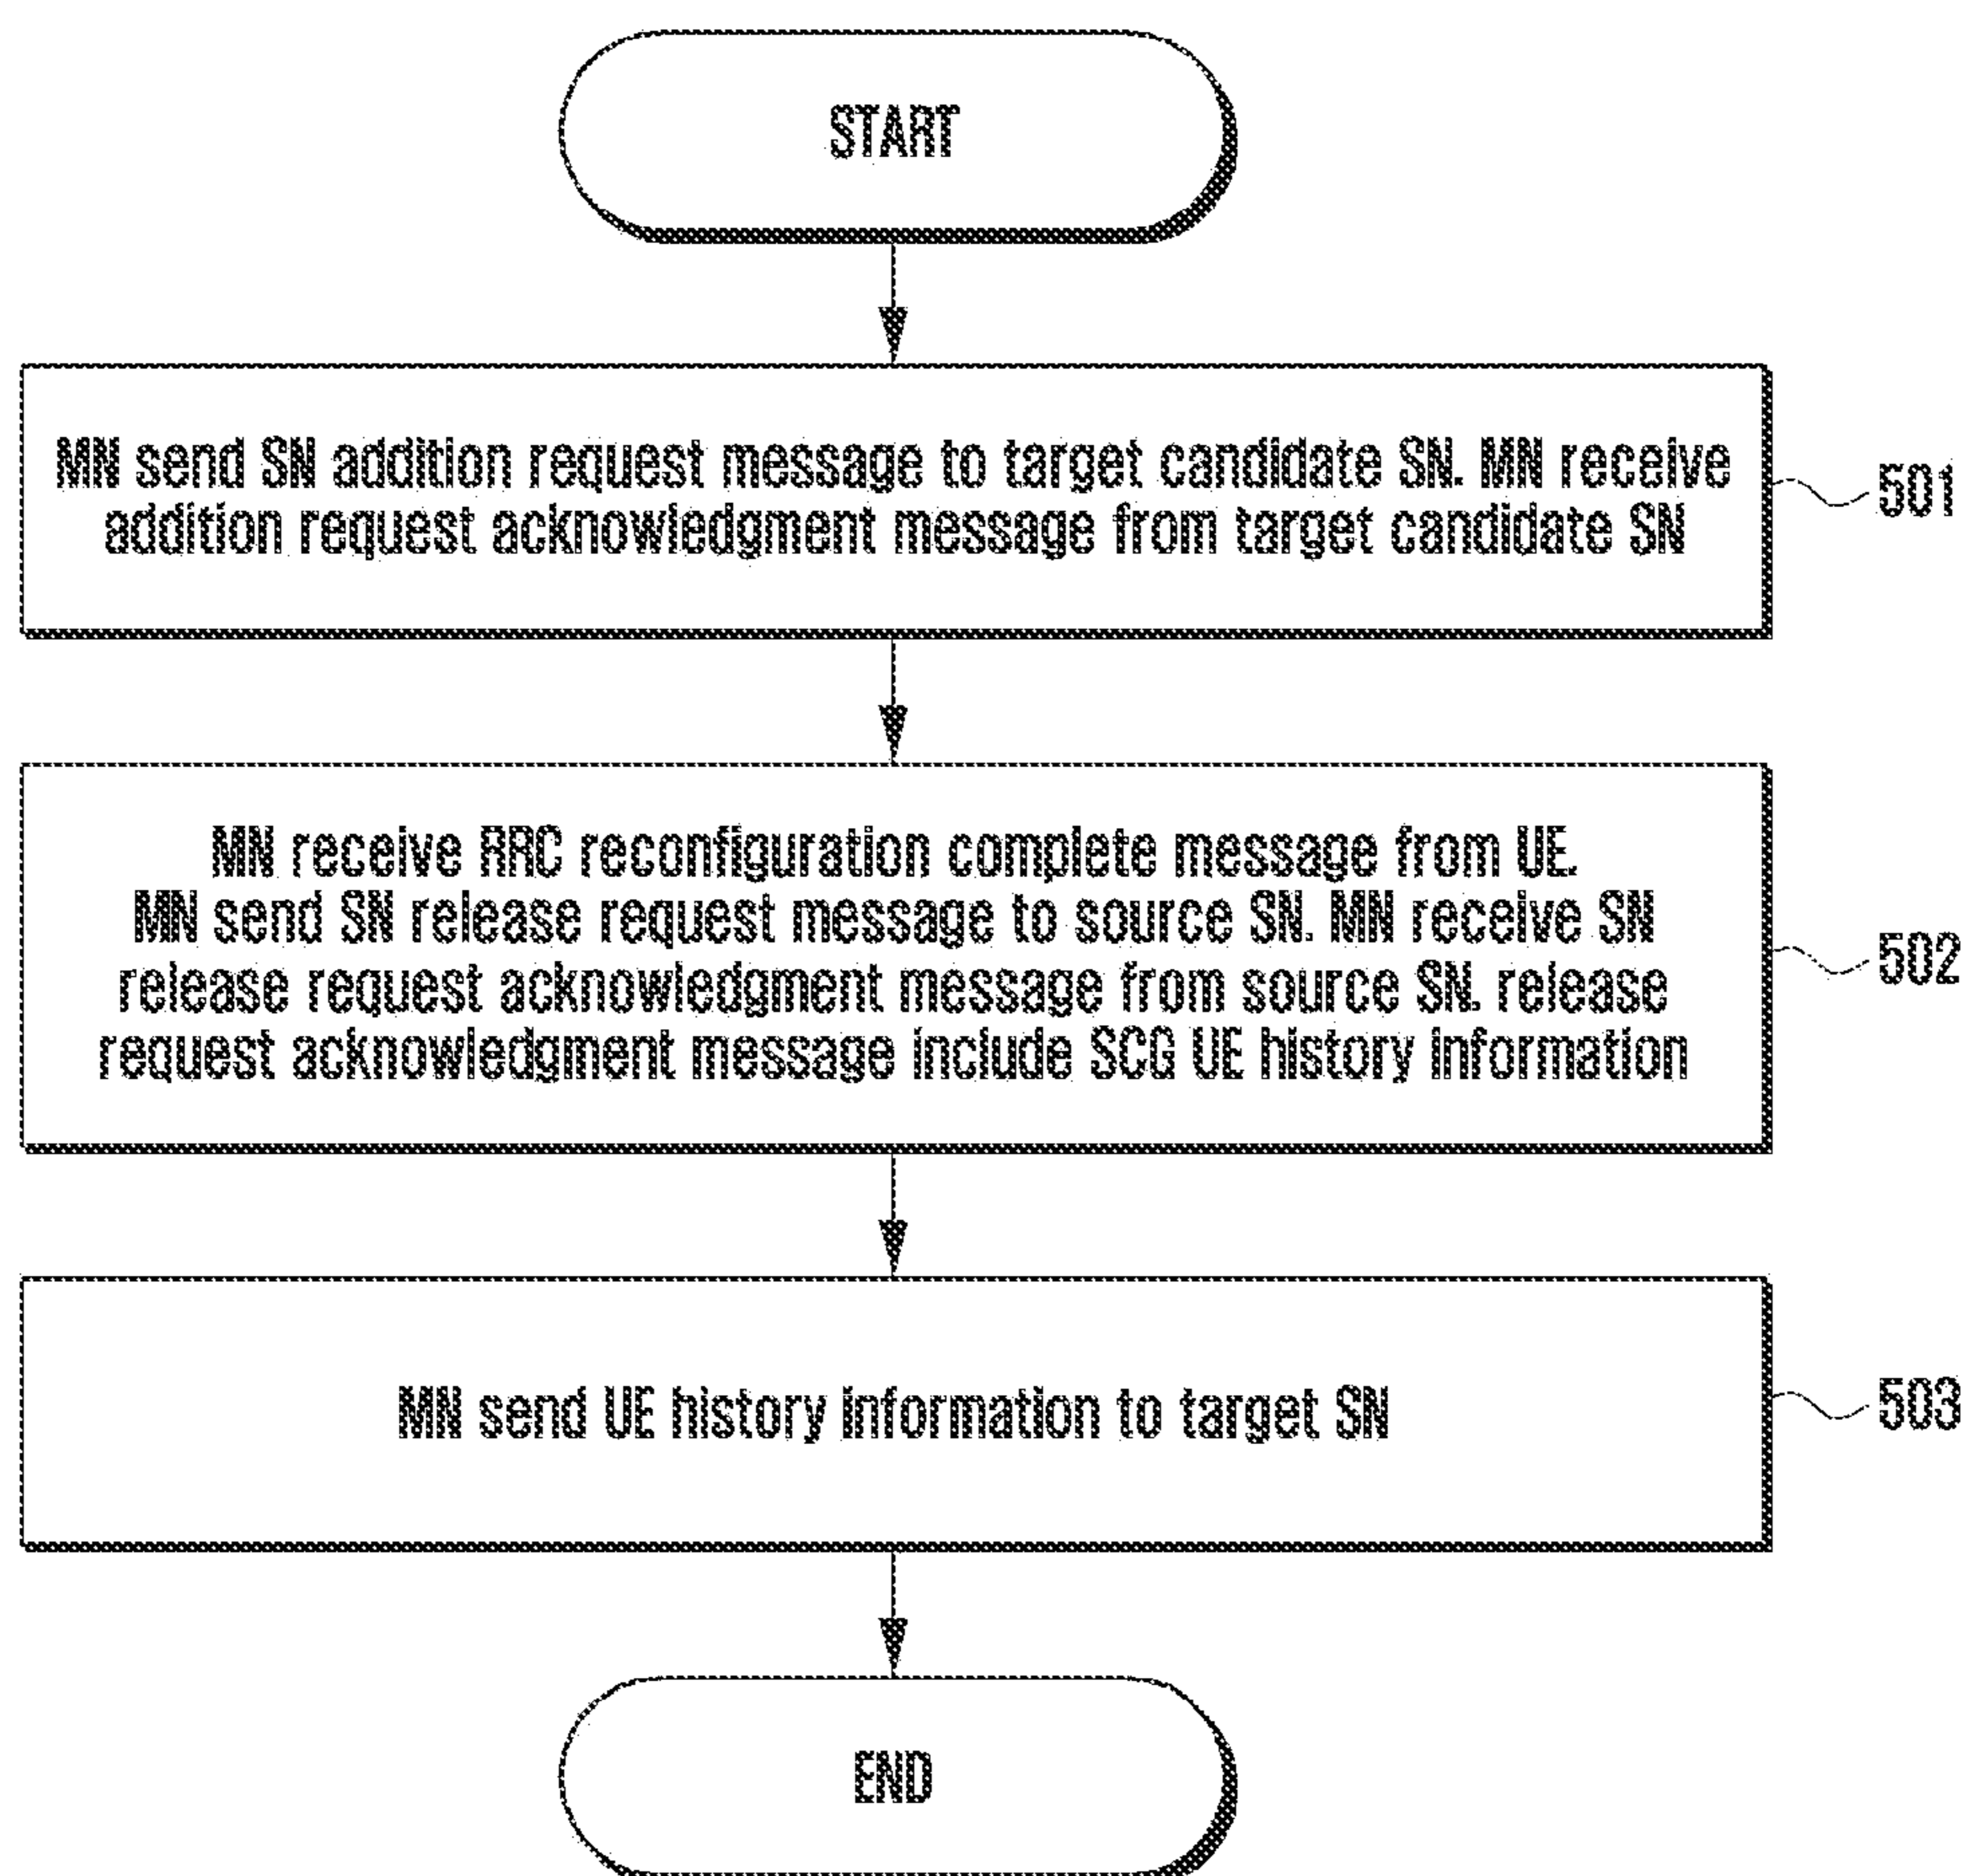 START
MN send SN addition request message to target candidate SN. MN receive
addition request acknowledgment message from target candidate SN
501
MN receive RRC reconfiguration complete message from UE.
MN send SN release request message to source SN. MN receive SN
release request acknowledgment message from source SN. release
request acknowledgment message include SCG UE history information
502
MN send UE history information to target SN
503
END